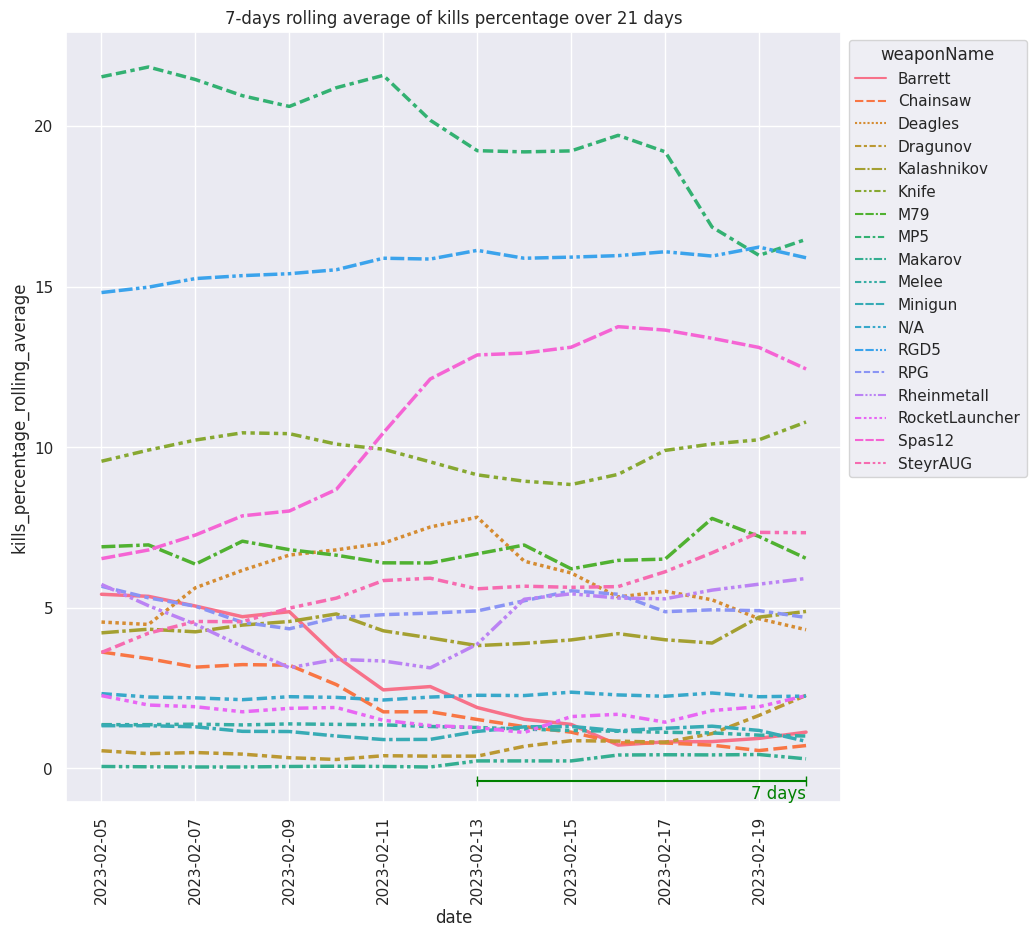 7-days rolling average of kills percentage over 21 days
weaponName
Barrett
Chainsaw
Deagles
Dragunov
Kalashnikov
Knife
M79
MP5
Makarov
Melee
Minigun
N/A
RGD5
RPG
Rheinmetall
RocketLauncher
Spas12
SteyrAUG
kills_percentage_rolling_average
20
15
10
5
0
7 days
2023-02-05
2023-02-07
2023-02-09
2023-02-11
2023-02-13
2023-02-15
2023-02-17
2023-02-19
date